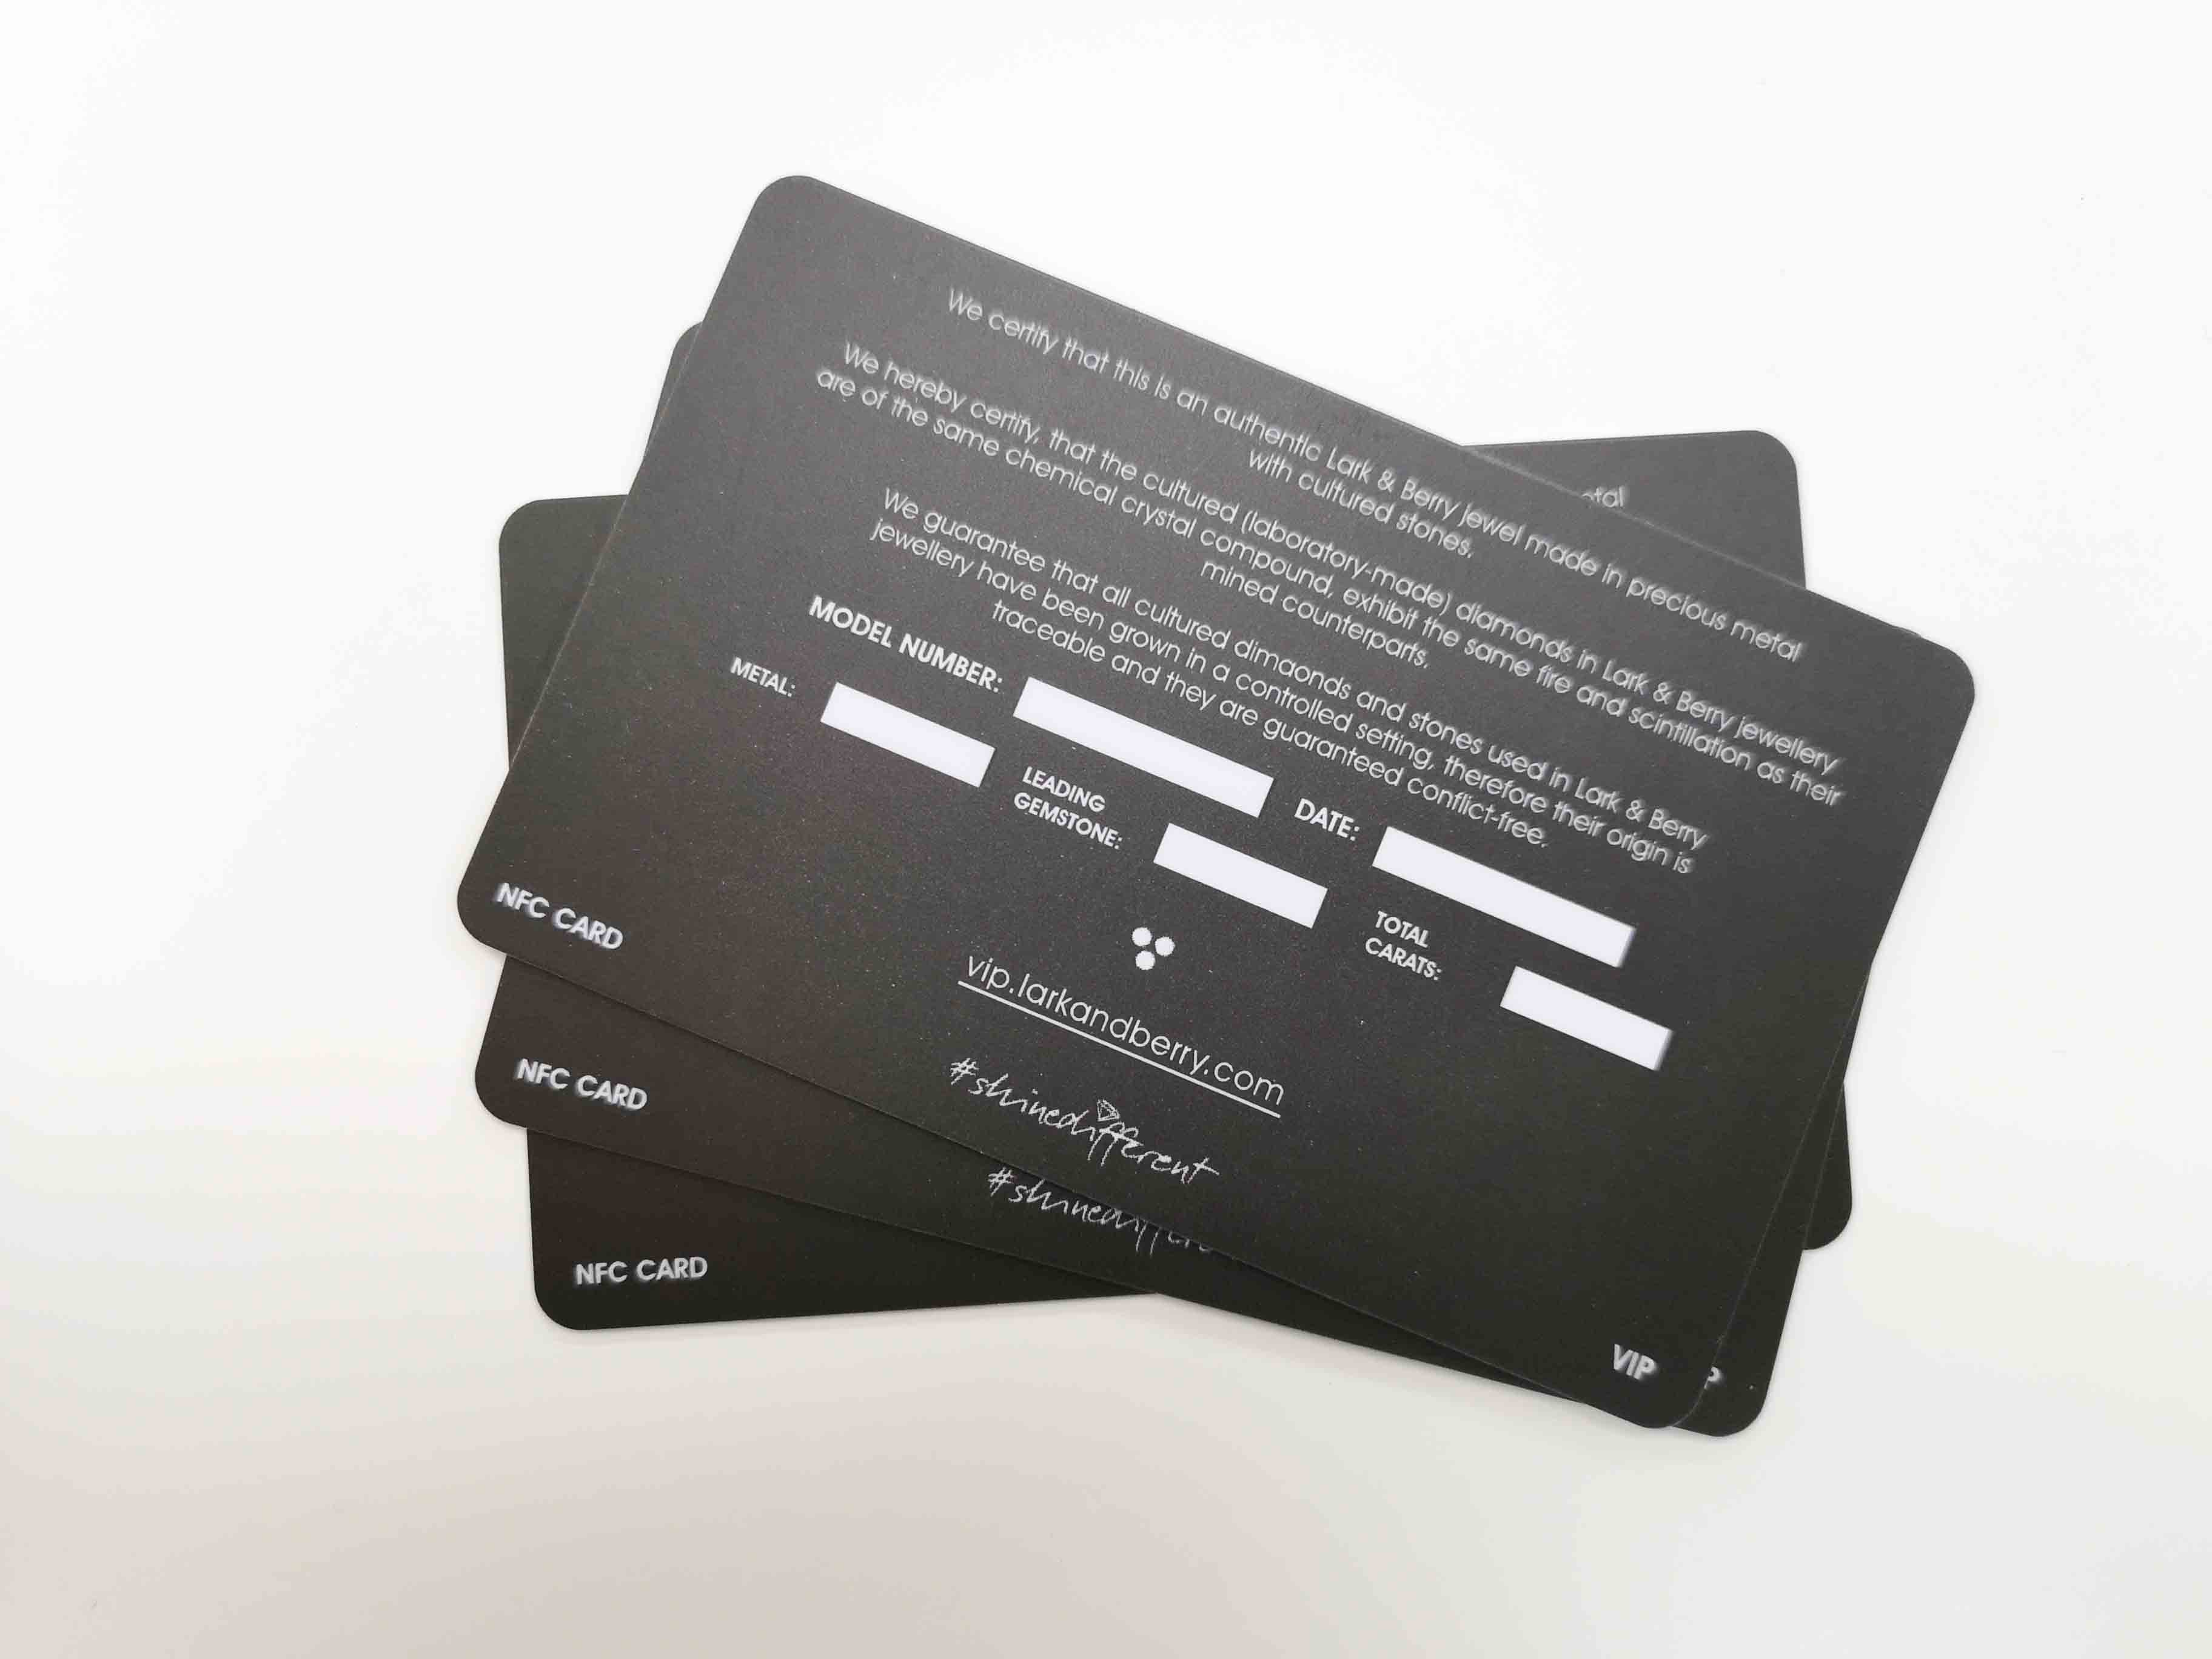 We certify that this is an authentic Lark & Berry jewel made in precious metal
with cultured stones.
We hereby certify, that the cultured (laboratory-made) diamonds in Lark & Berry jewellery
are of the same chemical crystal compound, exhibit the same fire and scintillation as their
mined counterparts.
We guarantee that all cultured dimaonds and stones used in Lark & Berry
jewellery have been grown in a controlled setting, therefore their origin is
traceable and they are guaranteed conflict-free.
MODEL NUMBER: DATE:
METAL: LEADING GEMSTONE: TOTAL CARATS:
vip.larkandberry.com
#shinedifferent
NFC CARD
VIP
NFC CARD
#shinediffere
P
NFC CARD